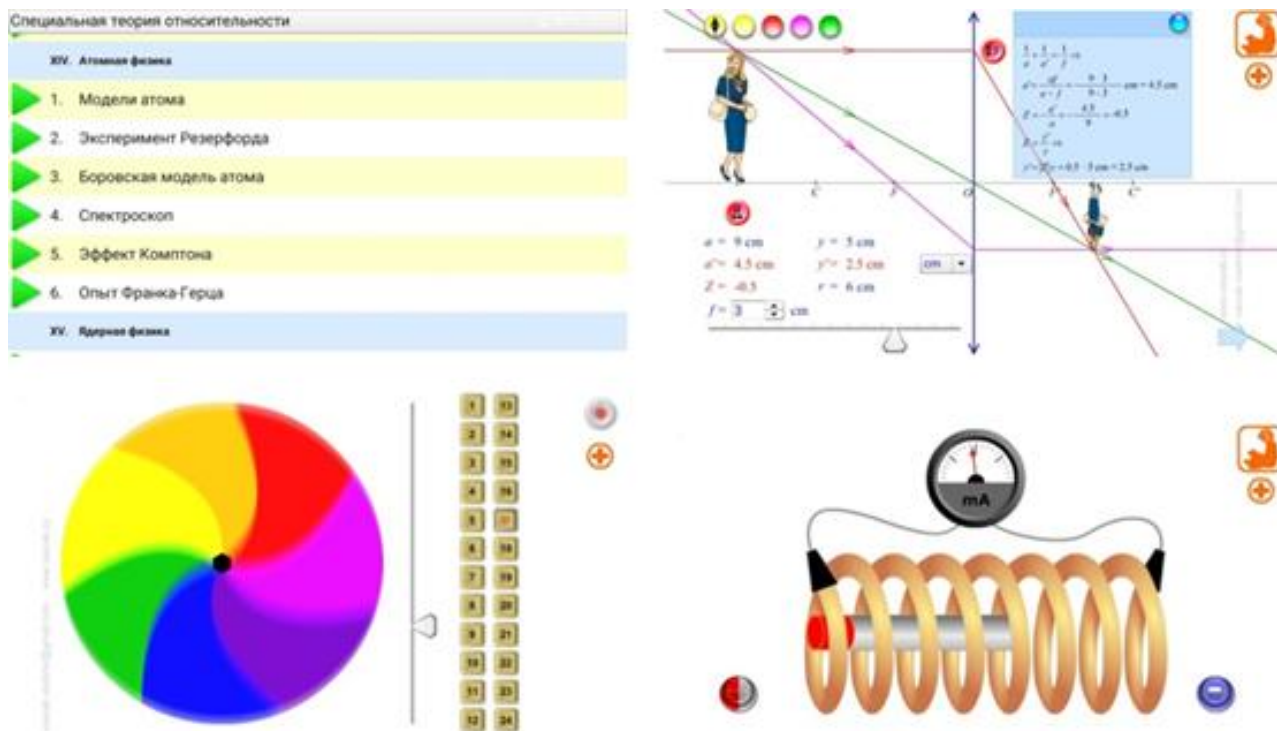 Специальная теория относительности
XIV. Атомная физика
1. Модели атома
2. Эксперимент Резерфорда
3. Боровская модель атома
4. Спектроскоп
5. Эффект Комптона
6. Опыт Франка-Герца
XV. Ядерная физика
a = 9 cm y = 5 cm
a' = 4.5 cm y' = 2.5 cm
cm
Z = -0.5 r = 6 cm
f = 3 cm
C F O F' C'
1 13
2 14
3 15
4 16
5
6 18
7 19
8 20
9 21
10 22
11 23
12 24
mA